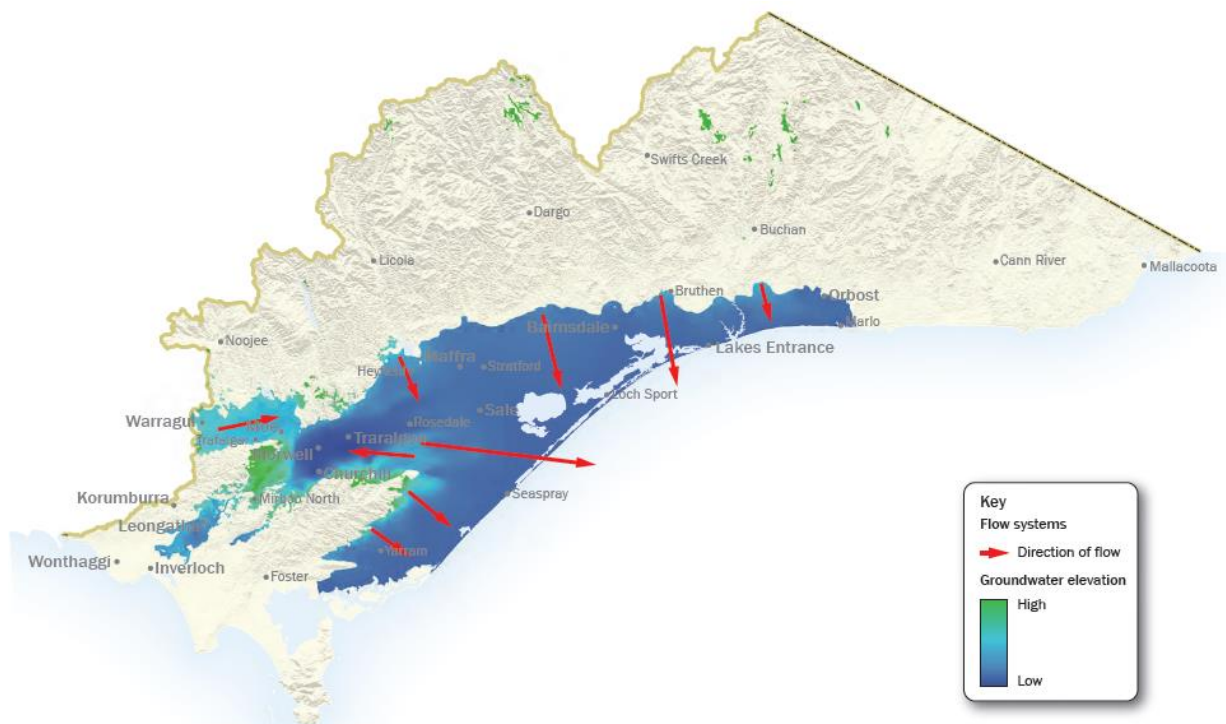 Swifts Creek
Dargo
Buchan
Licola
Cann River
Mallacoota
Bruthen
Orbost
Bairnsdale
Marlo
Noojee
Lakes Entrance
Maffra
Heyfield
Stratford
Loch Sport
Sale
Warragul
Moe
Rosedale
Trafalgar
Traralgon
Morwell
Churchill
Seaspray
Mirboo North
Korumburra
Leongatha
Yarram
Wonthaggi
Inverloch
Foster
Key
Flow systems
Direction of flow
Groundwater elevation
High
Low